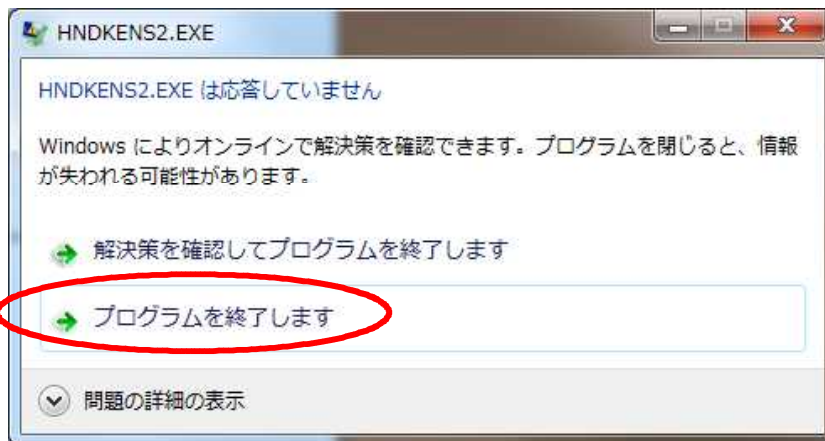 HNDKENS2.EXE
HNDKENS2.EXE は応答していません
Windows によりオンラインで解決策を確認できます。プログラムを閉じると、情報
が失われる可能性があります。
解決策を確認してプログラムを終了します
プログラムを終了します
問題の詳細の表示